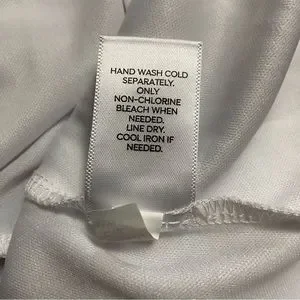 HAND WASH COLD
SEPARATELY.
ONLY
NON-CHLORINE
BLEACH WHEN
NEEDED.
LINE DRY.
COOL IRON IF
NEEDED.